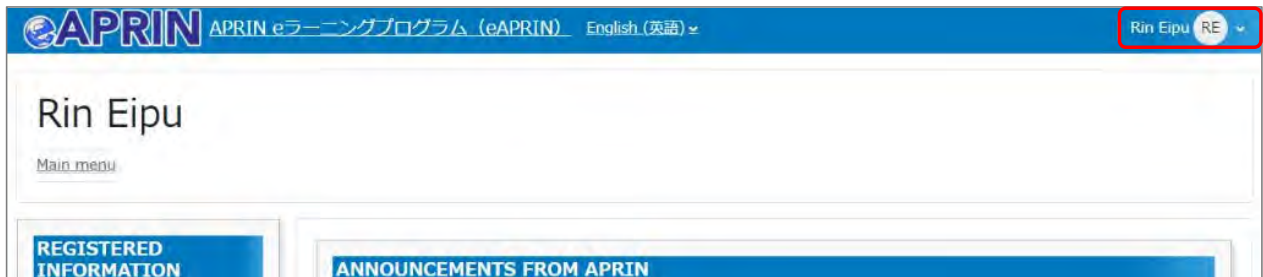 eAPRIN APRIN eラーニングプログラム（eAPRIN） English (英語) Rin Eipu RE
Rin Eipu
Main menu
REGISTERED
INFORMATION
ANNOUNCEMENTS FROM APRIN